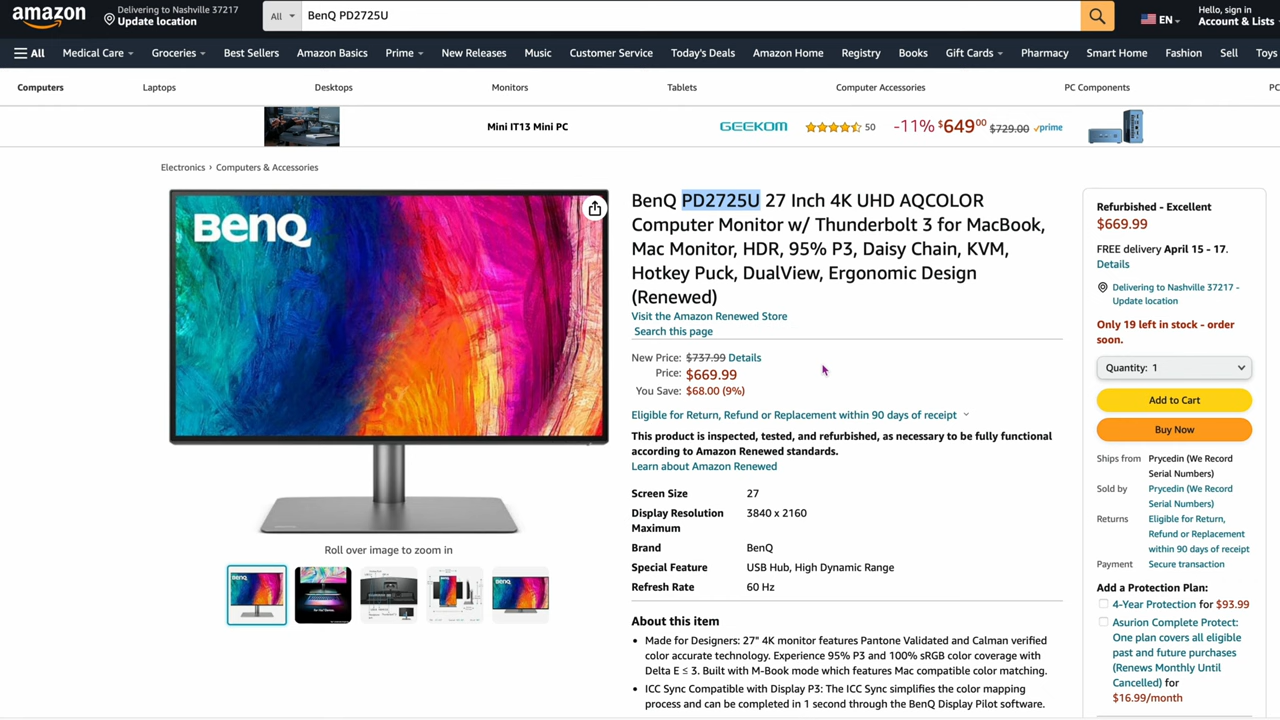 amazon
Delivering to Nashville 37217
Update location
All
BenQ PD2725U
EN
Hello, sign in
Account & Lists
All
Medical Care
Groceries
Best Sellers
Amazon Basics
Prime
New Releases
Music
Customer Service
Today's Deals
Amazon Home
Registry
Books
Gift Cards
Pharmacy
Smart Home
Fashion
Sell
Toys
Computers
Laptops
Desktops
Monitors
Tablets
Computer Accessories
PC Components
PC
Mini IT13 Mini PC
GEEKOM
50
-11% $64900 $729.00 prime
Electronics › Computers & Accessories
BenQ
Roll over image to zoom in
BenQ PD2725U 27 Inch 4K UHD AQCOLOR
Computer Monitor w/ Thunderbolt 3 for MacBook,
Mac Monitor, HDR, 95% P3, Daisy Chain, KVM,
Hotkey Puck, DualView, Ergonomic Design
(Renewed)
Visit the Amazon Renewed Store
Search this page
New Price: $737.99 Details
Price: $669.99
You Save: $68.00 (9%)
Eligible for Return, Refund or Replacement within 90 days of receipt
This product is inspected, tested, and refurbished, as necessary to be fully functional
according to Amazon Renewed standards.
Learn about Amazon Renewed
Screen Size 27
Display Resolution 3840 x 2160
Maximum
Brand BenQ
Special Feature USB Hub, High Dynamic Range
Refresh Rate 60 Hz
About this item
• Made for Designers: 27" 4K monitor features Pantone Validated and Calman verified
color accurate technology. Experience 95% P3 and 100% sRGB color coverage with
Delta E ≤ 3. Built with M-Book mode which features Mac compatible color matching.
• ICC Sync Compatible with Display P3: The ICC Sync simplifies the color mapping
process and can be completed in 1 second through the BenQ Display Pilot software.
Refurbished - Excellent
$669.99
FREE delivery April 15 - 17.
Details
Delivering to Nashville 37217 -
Update location
Only 19 left in stock - order
soon.
Quantity: 1
Add to Cart
Buy Now
Ships from Prycedin (We Record
Serial Numbers)
Sold by Prycedin (We Record
Serial Numbers)
Returns Eligible for Return,
Refund or Replacement
within 90 days of receipt
Payment Secure transaction
Add a Protection Plan:
4-Year Protection for $93.99
Asurion Complete Protect:
One plan covers all eligible
past and future purchases
(Renews Monthly Until
Cancelled) for
$16.99/month